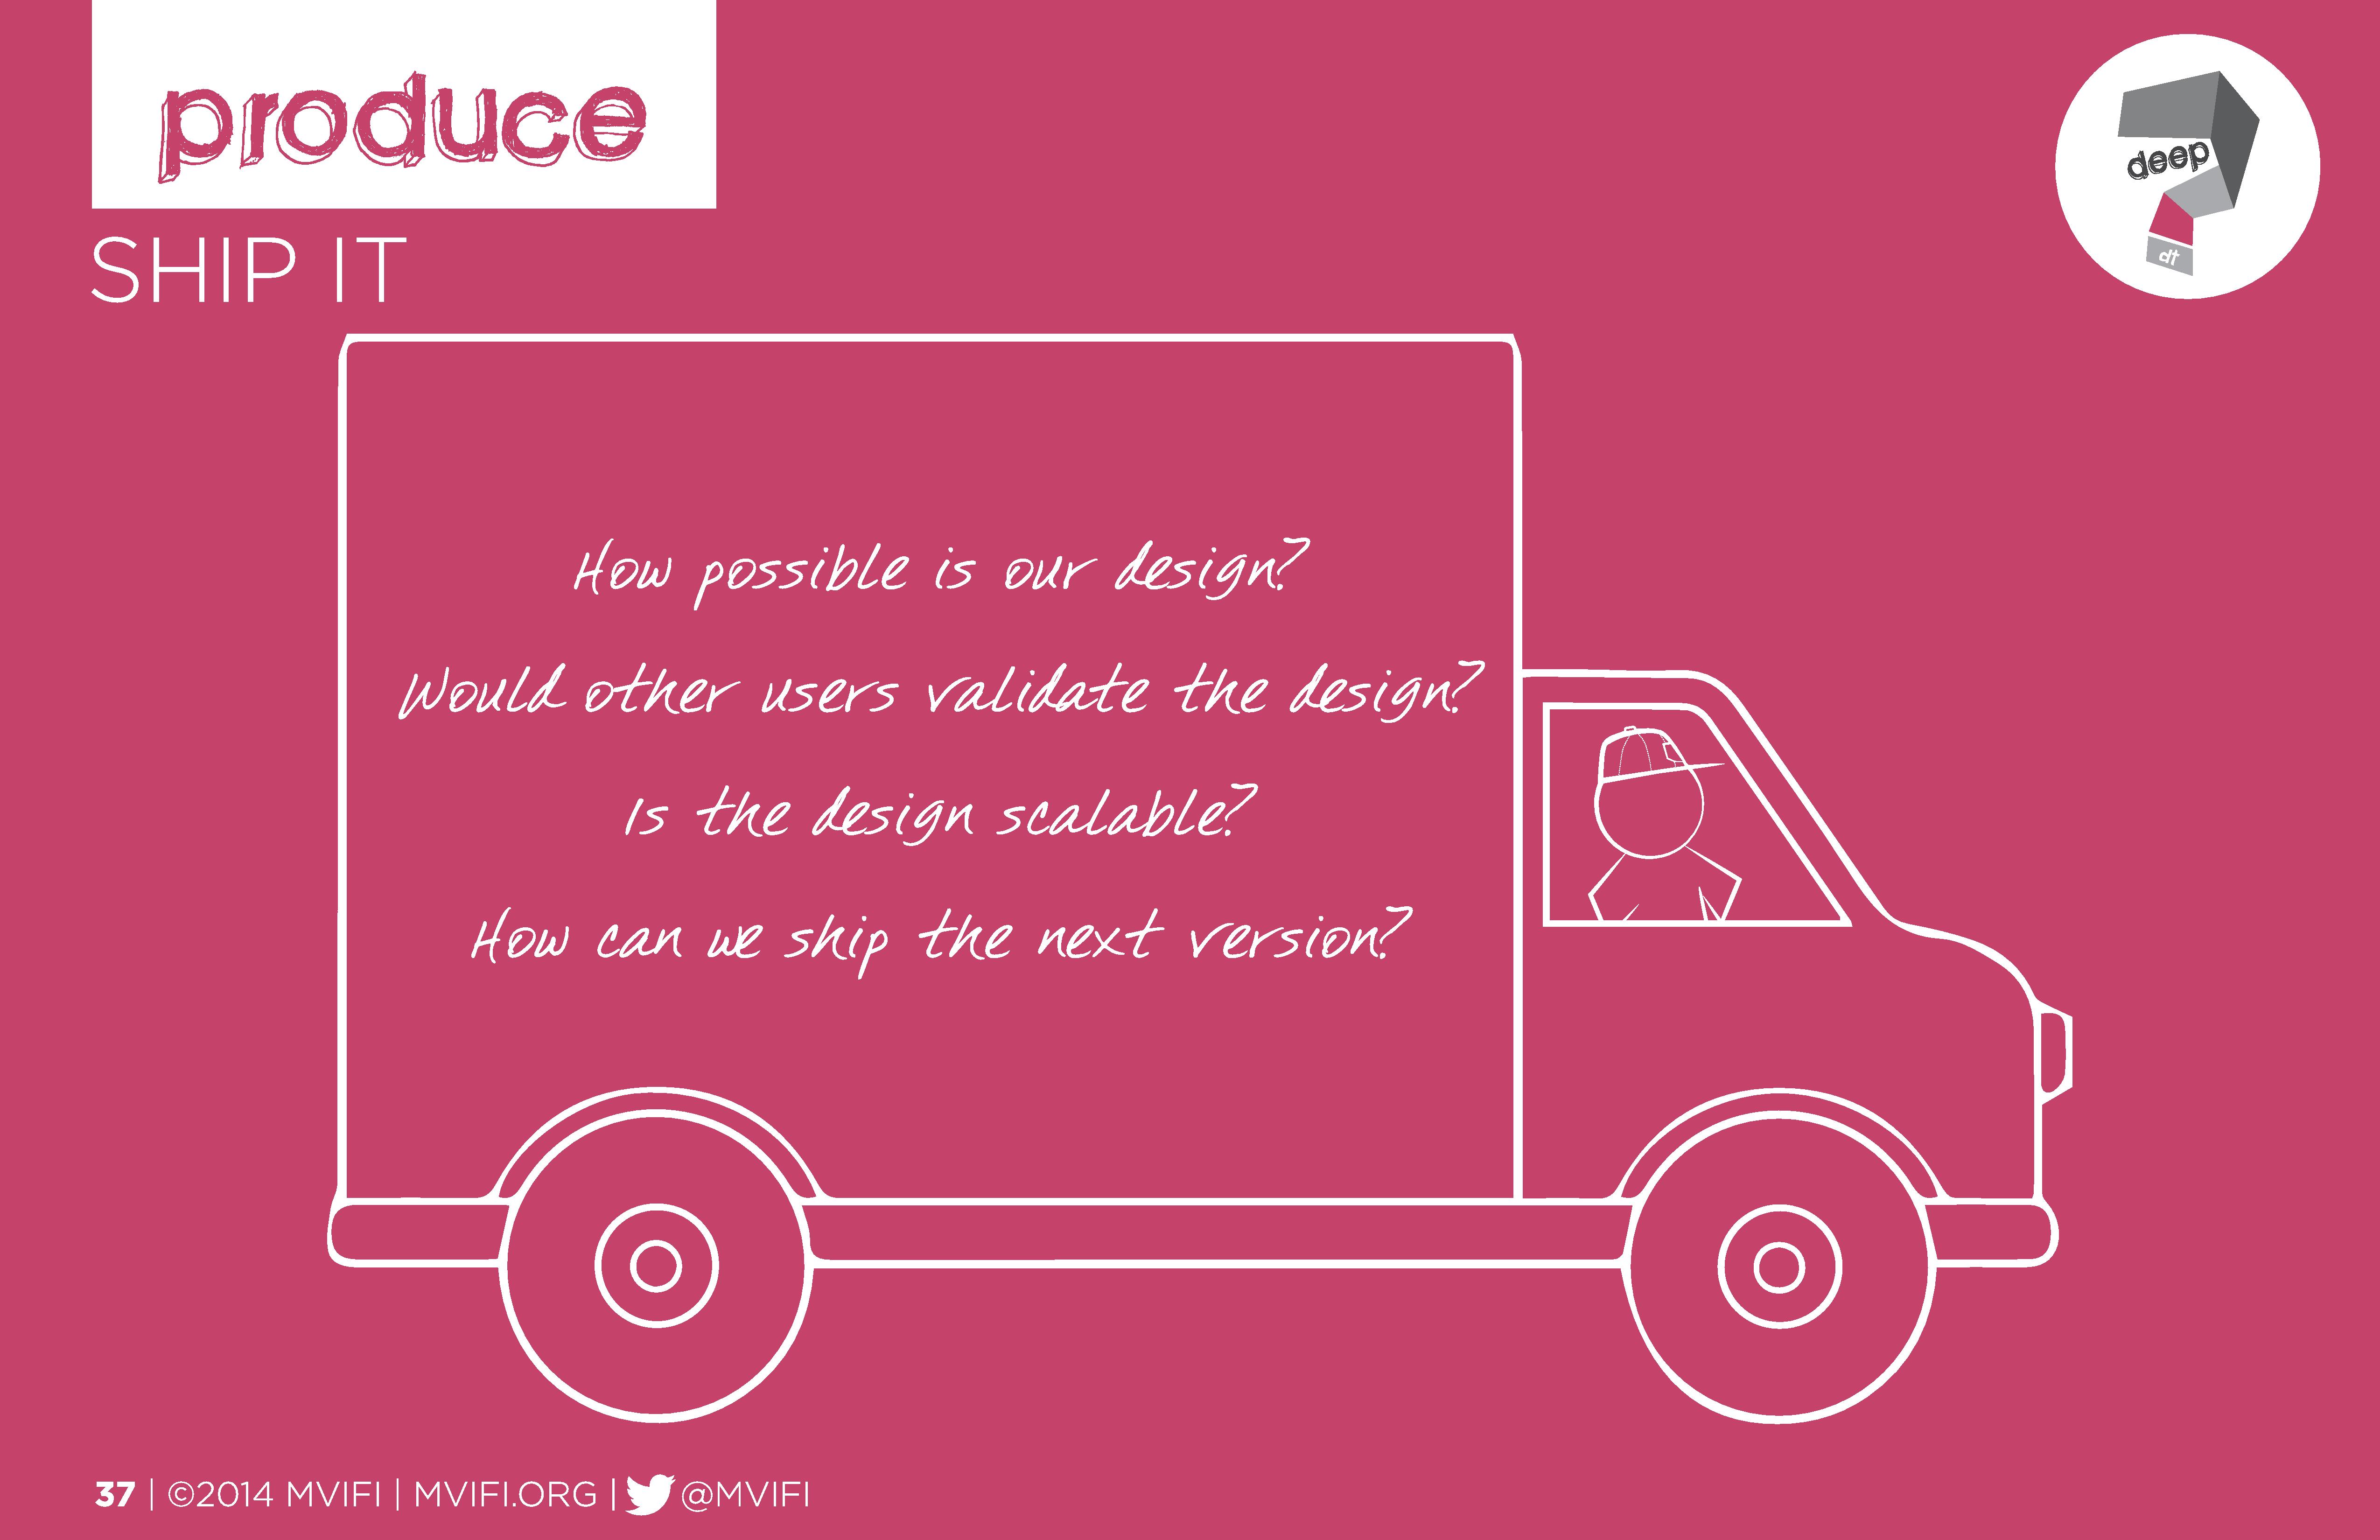 produce
deep
dt
SHIP IT
How possible is our design?
Would other users validate the design?
Is the design scalable?
How can we ship the next version?
37 | ©2014 MVIFI | MVIFI.ORG | @MVIFI